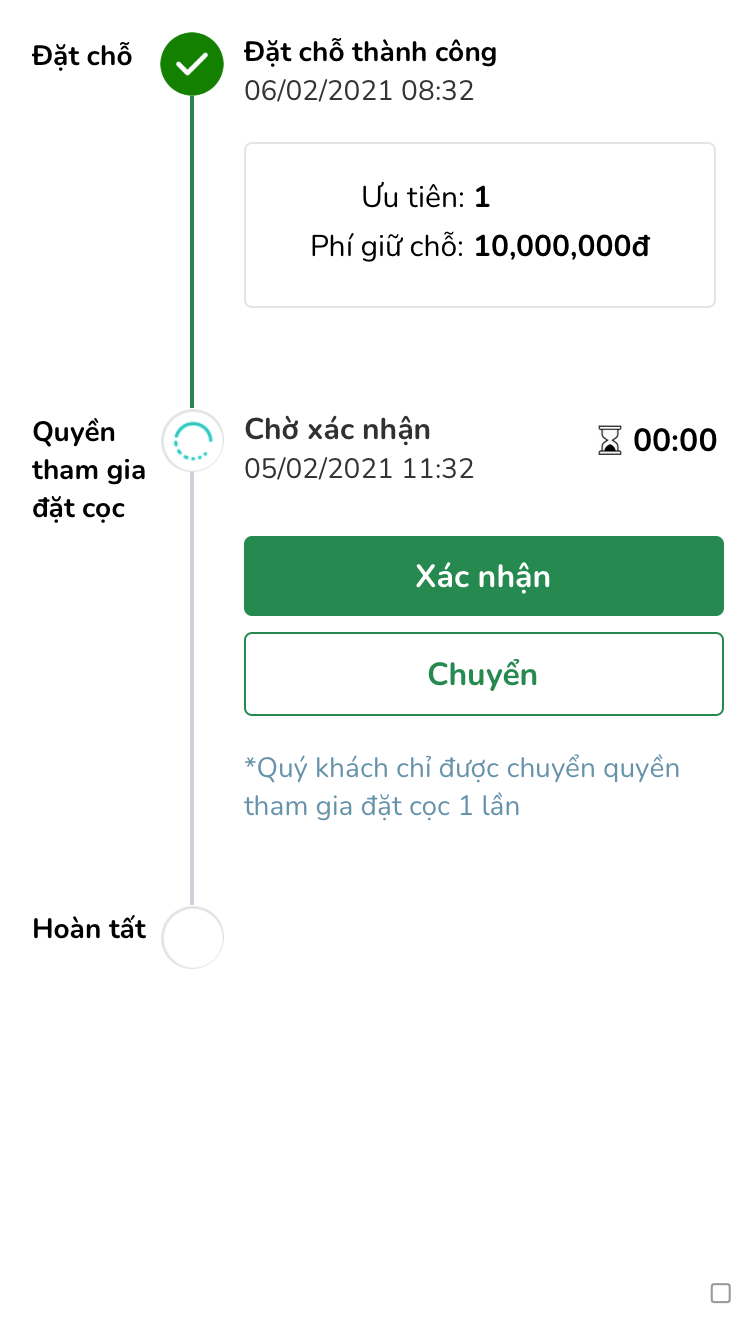 Đặt chỗ
Đặt chỗ thành công
06/02/2021 08:32
Ưu tiên: 1
Phí giữ chỗ: 10,000,000đ
Quyền
tham gia
đặt cọc
Chờ xác nhận
05/02/2021 11:32
00:00
Xác nhận
Chuyển
*Quý khách chỉ được chuyển quyền
tham gia đặt cọc 1 lần
Hoàn tất